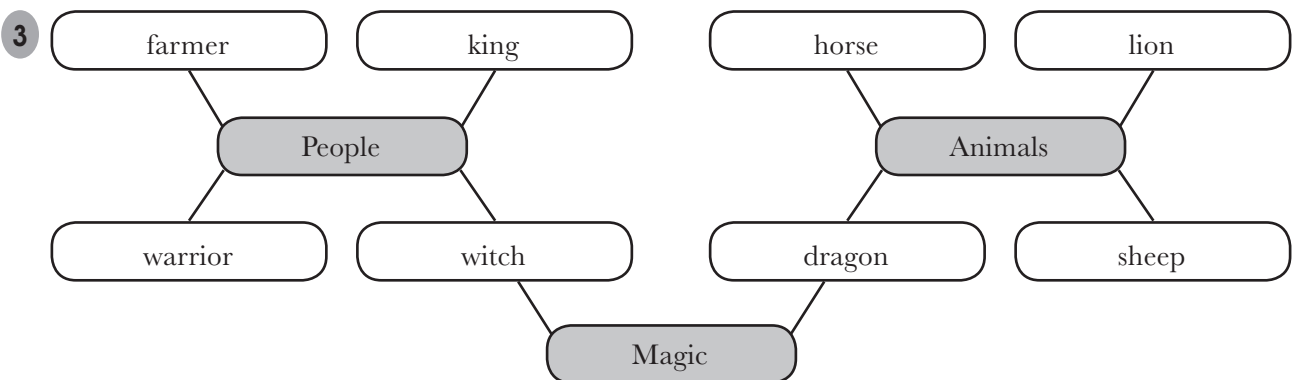 3 farmer king horse lion
People Animals
warrior witch dragon sheep
Magic